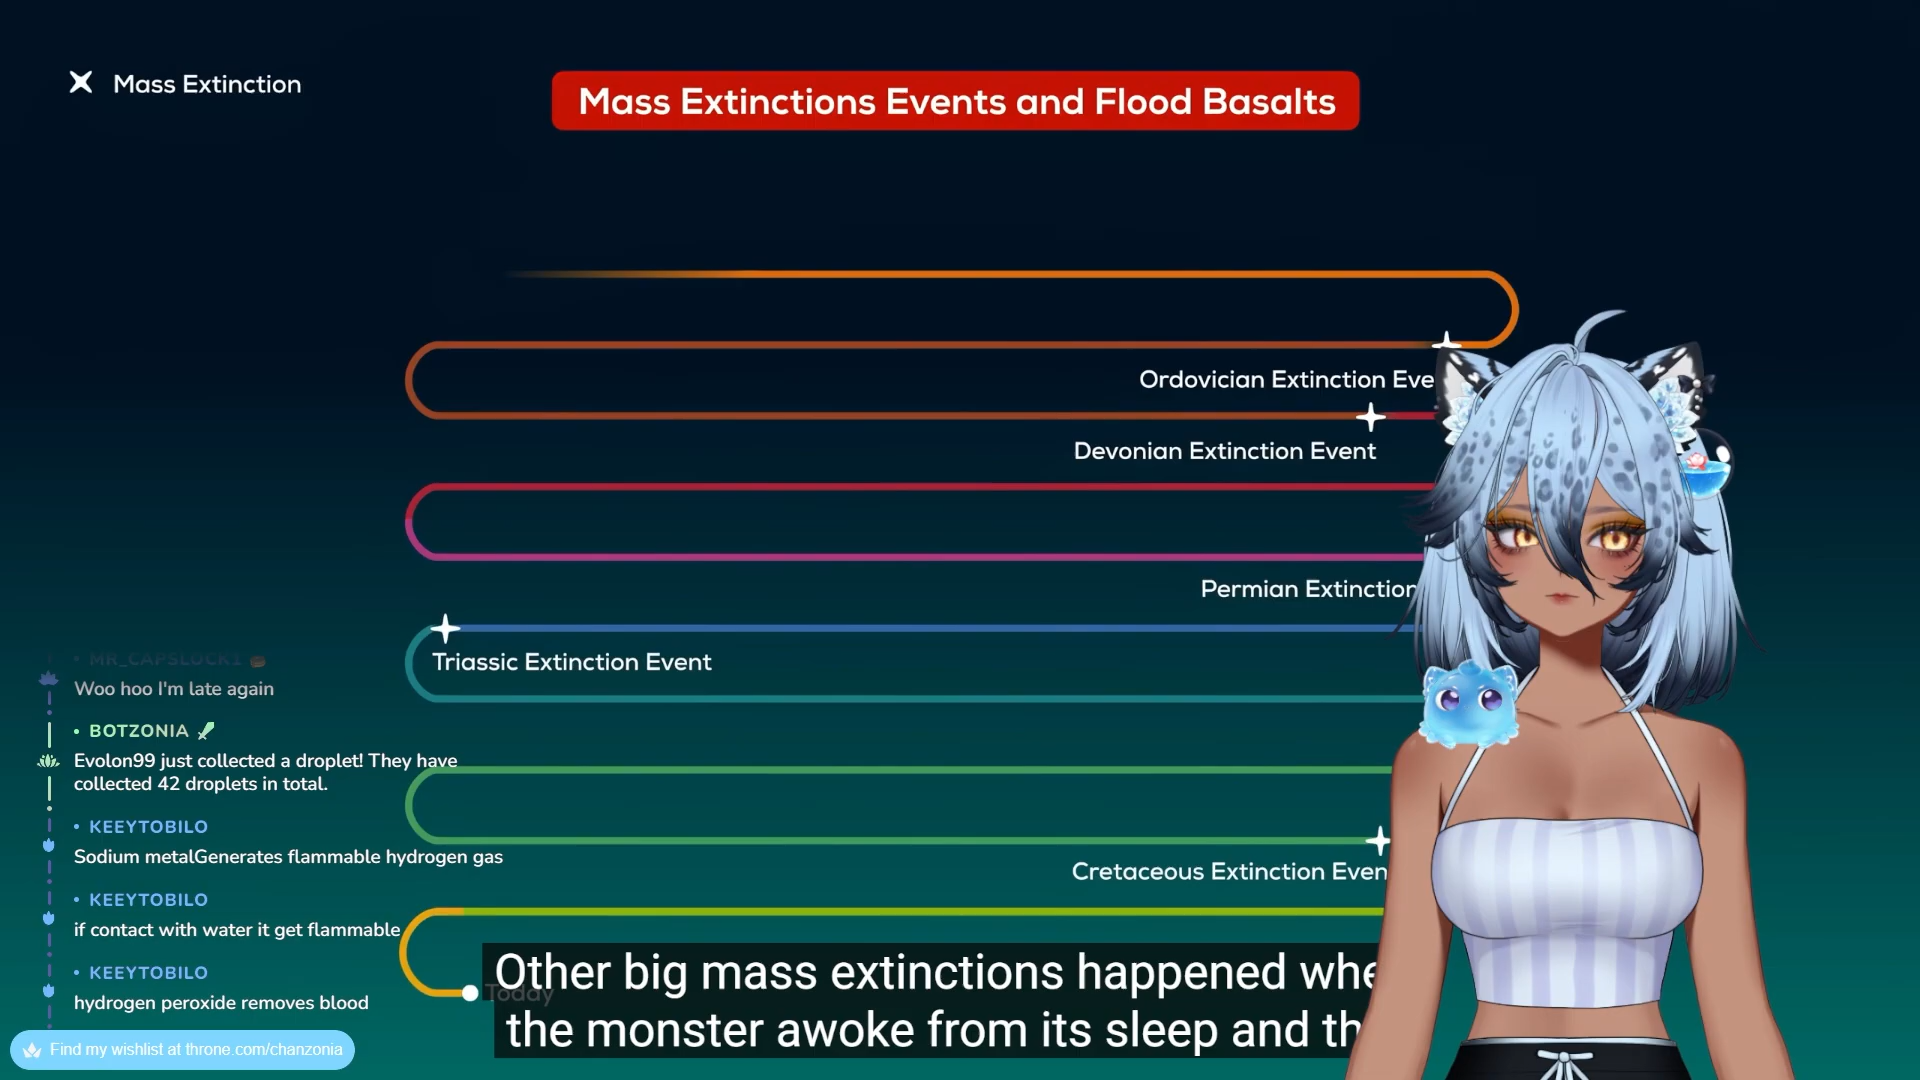 Mass Extinction
Mass Extinctions Events and Flood Basalts
Ordovician Extinction Eve
Devonian Extinction Event
Permian Extinction
Triassic Extinction Event
Cretaceous Extinction Even
Today
MR_CAPSLOCK1
Woo hoo I'm late again
• BOTZONIA
Evolon99 just collected a droplet! They have
collected 42 droplets in total.
• KEEYTOBILO
Sodium metalGenerates flammable hydrogen gas
• KEEYTOBILO
if contact with water it get flammable
• KEEYTOBILO
hydrogen peroxide removes blood
Find my wishlist at throne.com/chanzonia
Other big mass extinctions happened whe
the monster awoke from its sleep and th